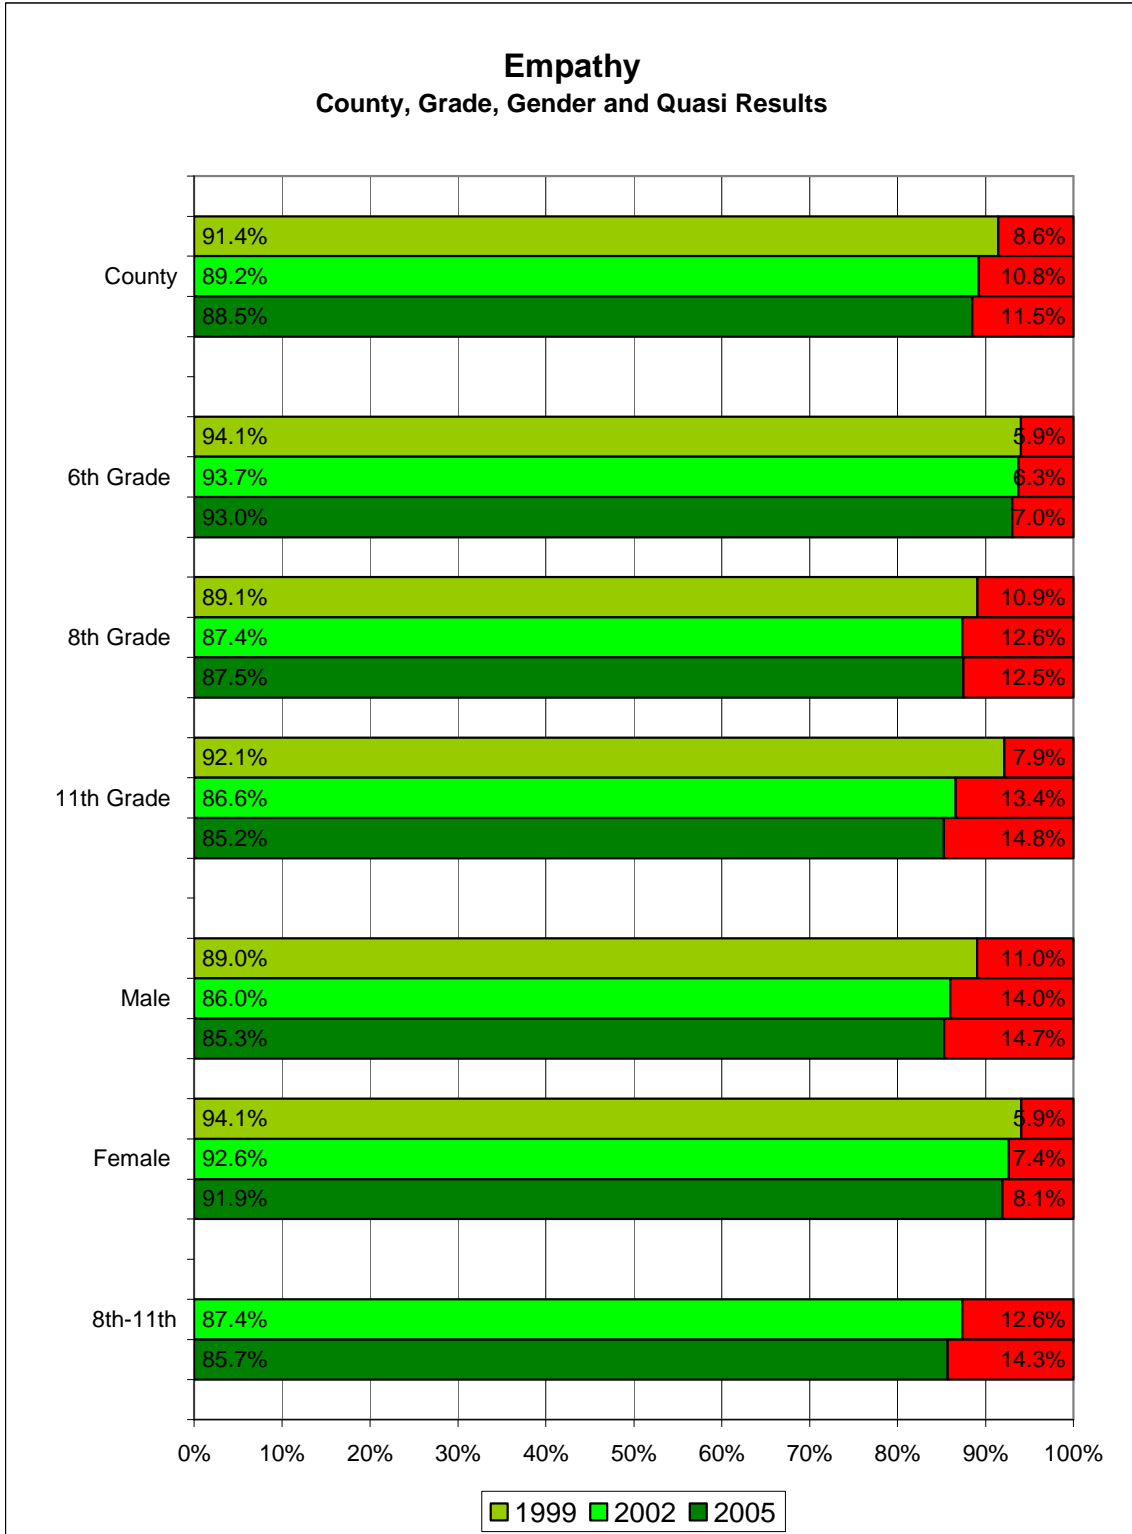 Empathy
County, Grade, Gender and Quasi Results
91.4% 8.6%
County 89.2% 10.8%
88.5% 11.5%
94.1% 5.9%
6th Grade 93.7% 6.3%
93.0% 7.0%
89.1% 10.9%
8th Grade 87.4% 12.6%
87.5% 12.5%
92.1% 7.9%
11th Grade 86.6% 13.4%
85.2% 14.8%
89.0% 11.0%
Male 86.0% 14.0%
85.3% 14.7%
94.1% 5.9%
Female 92.6% 7.4%
91.9% 8.1%
8th-11th 87.4% 12.6%
85.7% 14.3%
0% 10% 20% 30% 40% 50% 60% 70% 80% 90% 100%
1999 2002 2005